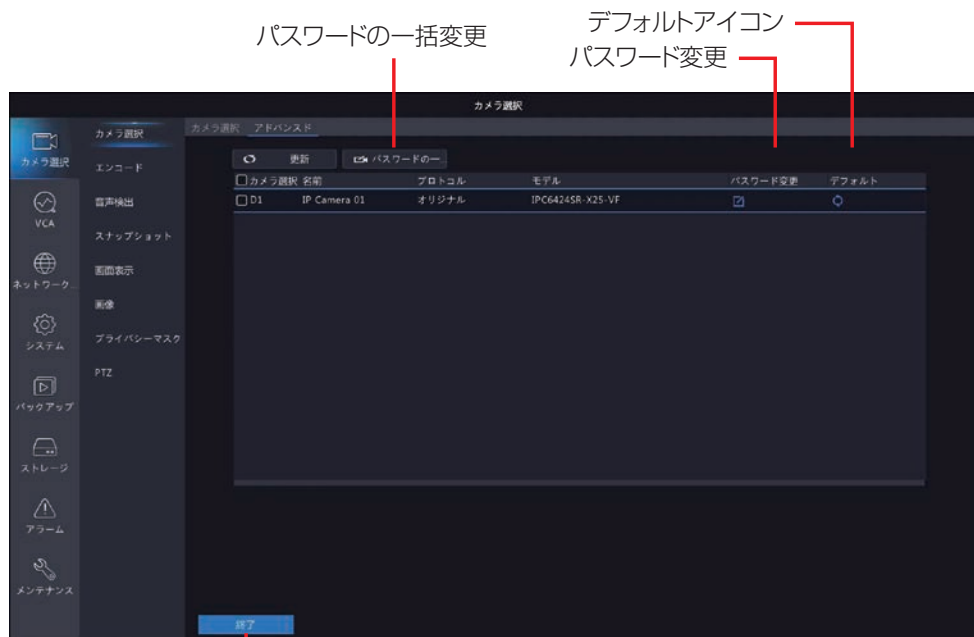 デフォルトアイコン
パスワードの一括変更
パスワード変更
カメラ選択
カメラ選択 アドバンスド
カメラ選択
カメラ選択
エンコード
更新 パスワードの一...
カメラ選択 名前 プロトコル モデル パスワード変更 デフォルト
D1 IP Camera 01 オリジナル IPC6424SR-X25-VF
VCA
音声検出
スナップショット
ネットワーク...
画面表示
画像
システム
プライバシーマスク
PTZ
バックアップ
ストレージ
アラーム
メンテナンス
終了